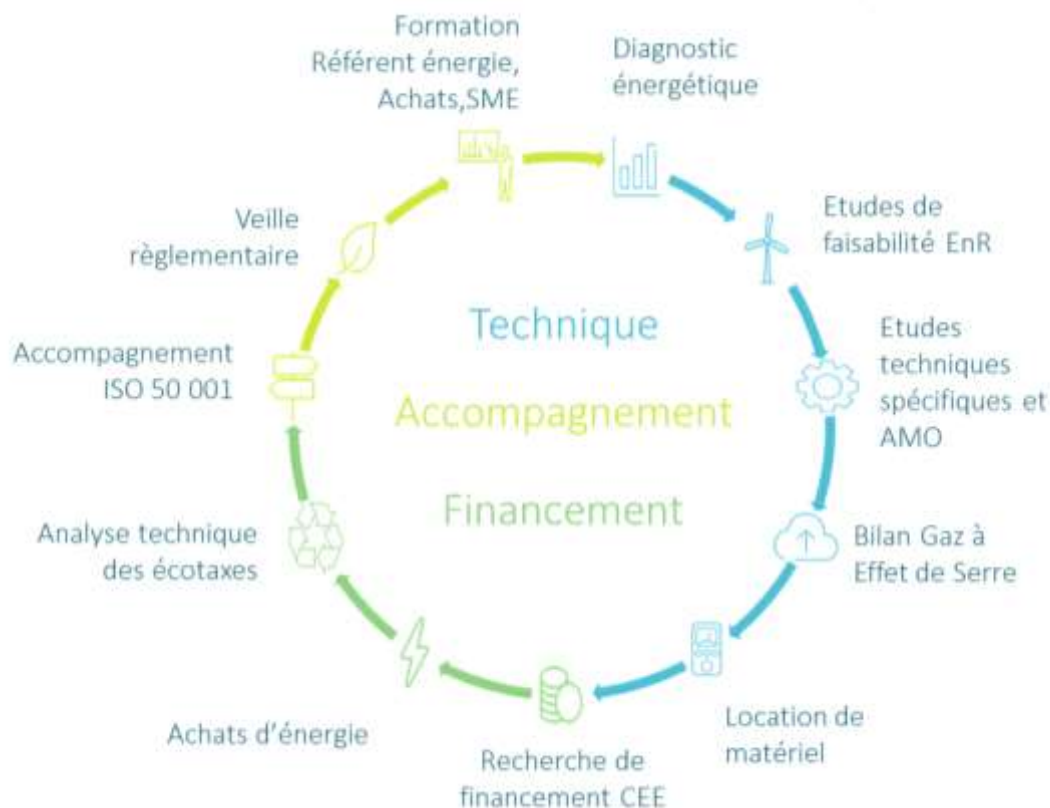 Formation
Référent énergie,
Achats,SME
Diagnostic
énergétique
Etudes de
faisabilité EnR
Etudes
techniques
spécifiques et
AMO
Bilan Gaz à
Effet de Serre
Location de
matériel
Recherche de
financement CEE
Achats d’énergie
Analyse technique
des écotaxes
Accompagnement
ISO 50 001
Veille
règlementaire
Technique
Accompagnement
Financement